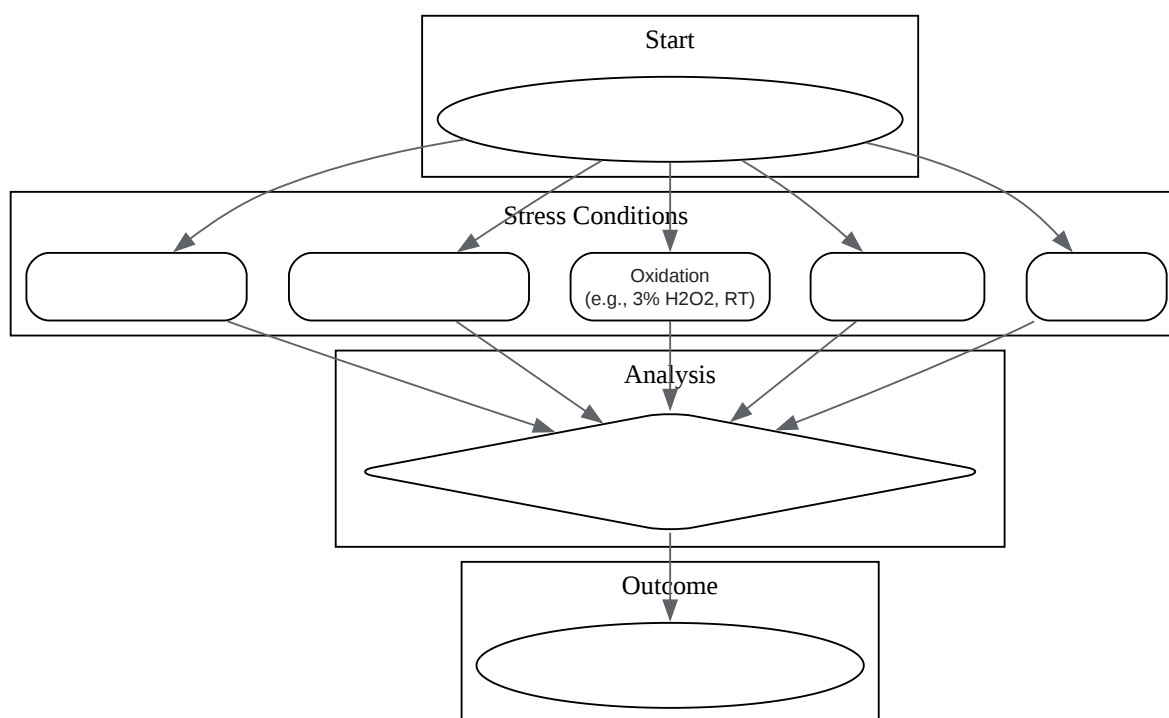 Start
Stress Conditions
Oxidation
(e.g., 3% H2O2, RT)
Analysis
Outcome